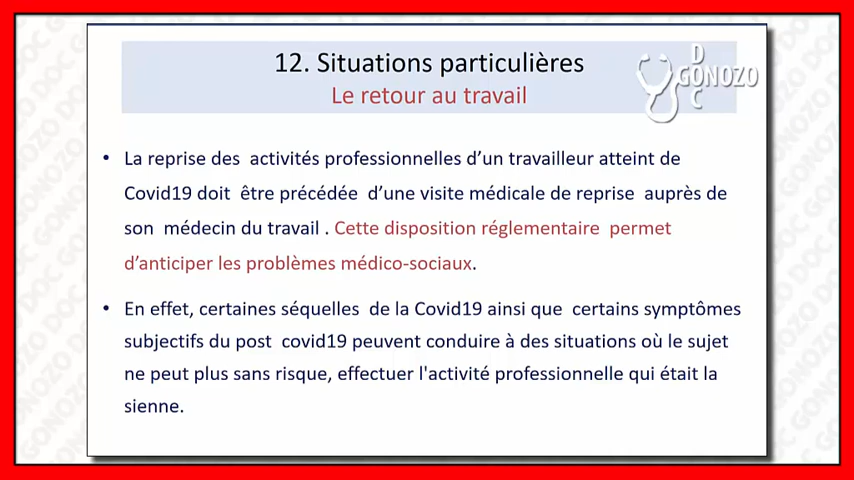 12. Situations particulières
Le retour au travail
DOC GONOZO
• La reprise des activités professionnelles d'un travailleur atteint de
Covid19 doit être précédée d'une visite médicale de reprise auprès de
son médecin du travail . Cette disposition réglementaire permet
d'anticiper les problèmes médico-sociaux.
• En effet, certaines séquelles de la Covid19 ainsi que certains symptômes
subjectifs du post covid19 peuvent conduire à des situations où le sujet
ne peut plus sans risque, effectuer l'activité professionnelle qui était la
sienne.